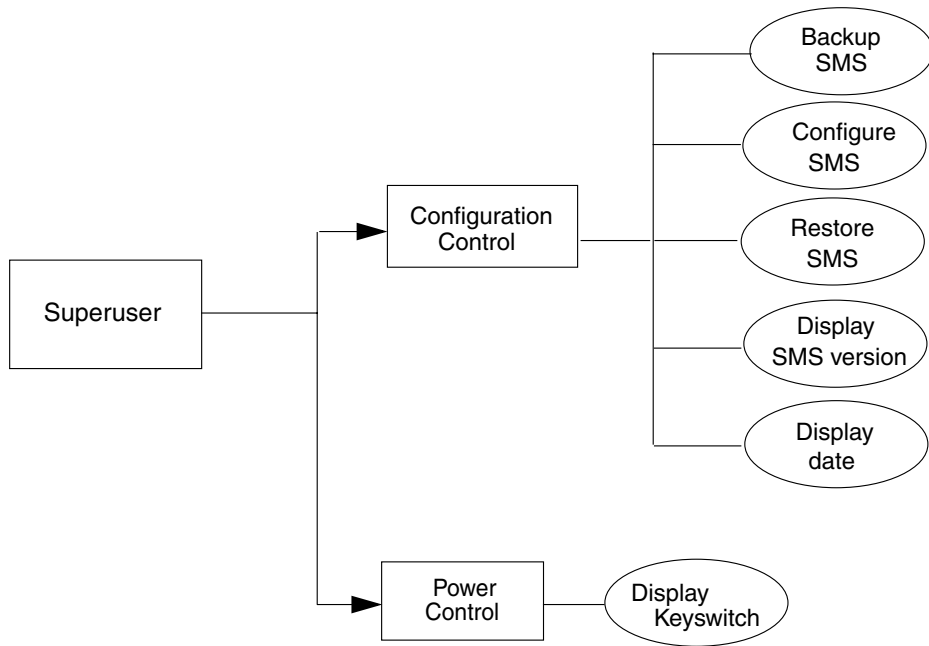 Superuser
Configuration
Control
Backup
SMS
Configure
SMS
Restore
SMS
Display
SMS version
Display
date
Power
Control
Display
Keyswitch